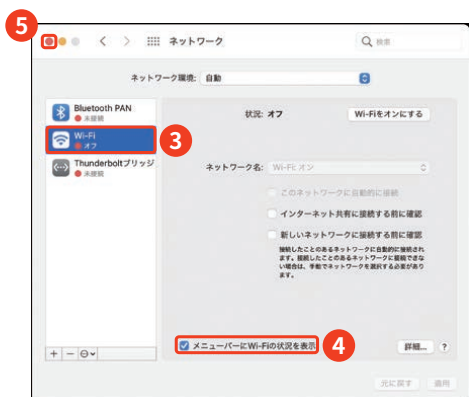 5
ネットワーク
検索
ネットワーク環境: 自動
Bluetooth PAN
未接続
Wi-Fi
オフ
3
Thunderboltブリッジ
未接続
状況: オフ
Wi-Fiをオンにする
ネットワーク名: Wi-Fi: オン
このネットワークに自動的に接続
インターネット共有に接続する前に確認
新しいネットワークに接続する前に確認
接続したことのあるネットワークに自動的に接続され
ます。接続したことのあるネットワークに接続できな
い場合は、手動でネットワークを選択する必要があり
ます。
メニューバーにWi-Fiの状況を表示
4
詳細...
?
元に戻す
適用